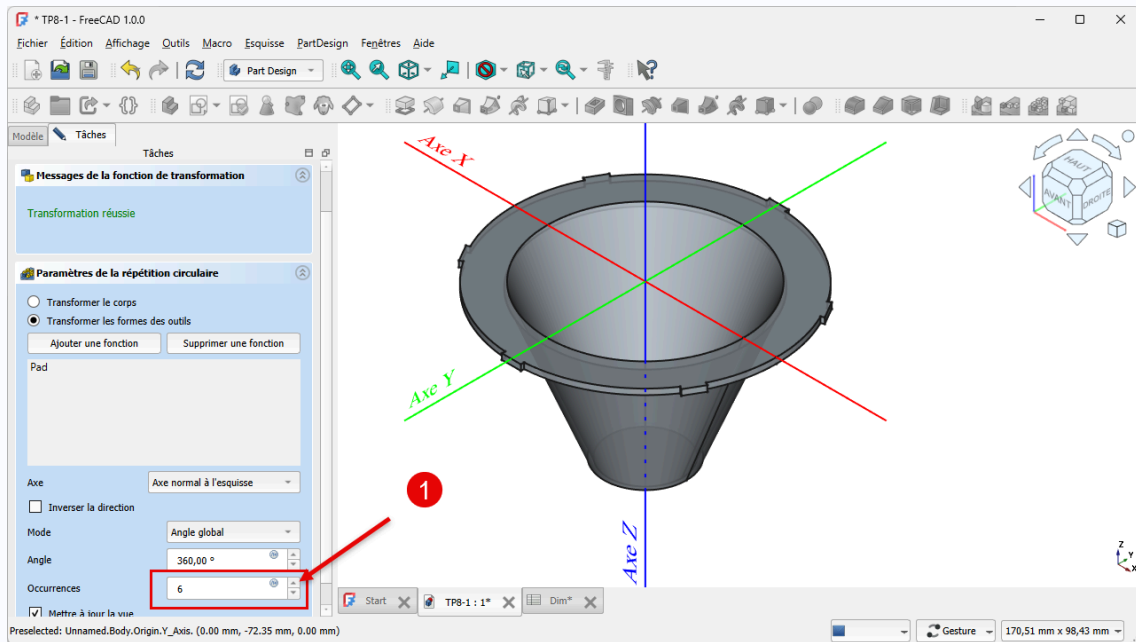 * TP8-1 - FreeCAD 1.0.0
Fichier Édition Affichage Outils Macro Esquisse PartDesign Fenêtres Aide
Part Design
Modèle Tâches
Tâches
Messages de la fonction de transformation
Transformation réussie
Paramètres de la répétition circulaire
Transformer le corps
Transformer les formes des outils
Ajouter une fonction Supprimer une fonction
Pad
Axe Axe normal à l'esquisse
Inverser la direction
Mode Angle global
Angle 360,00 °
Occurrences 6
Mettre à jour la vue
1
Axe X
Axe Y
Axe Z
HAUT
AVANT
DROITE
Z
Y
X
Start TP8-1 : 1* Dim*
Preselected: Unnamed.Body.Origin.Y_Axis. (0.00 mm, -72.35 mm, 0.00 mm)
Gesture 170,51 mm x 98,43 mm